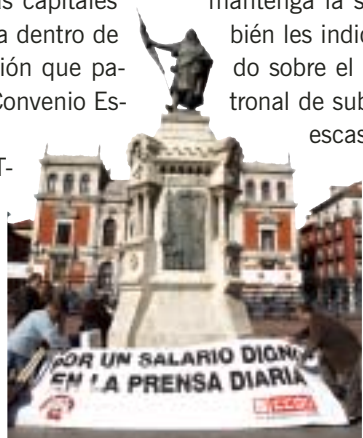 s capitales
a dentro de
ión que pa-
Convenio Es-
T-
mantenga la s
bién les indic
do sobre el
tronal de sub
escas
POR UN SALARIO DIGNO
EN LA PRENSA DIARIA
CCOO